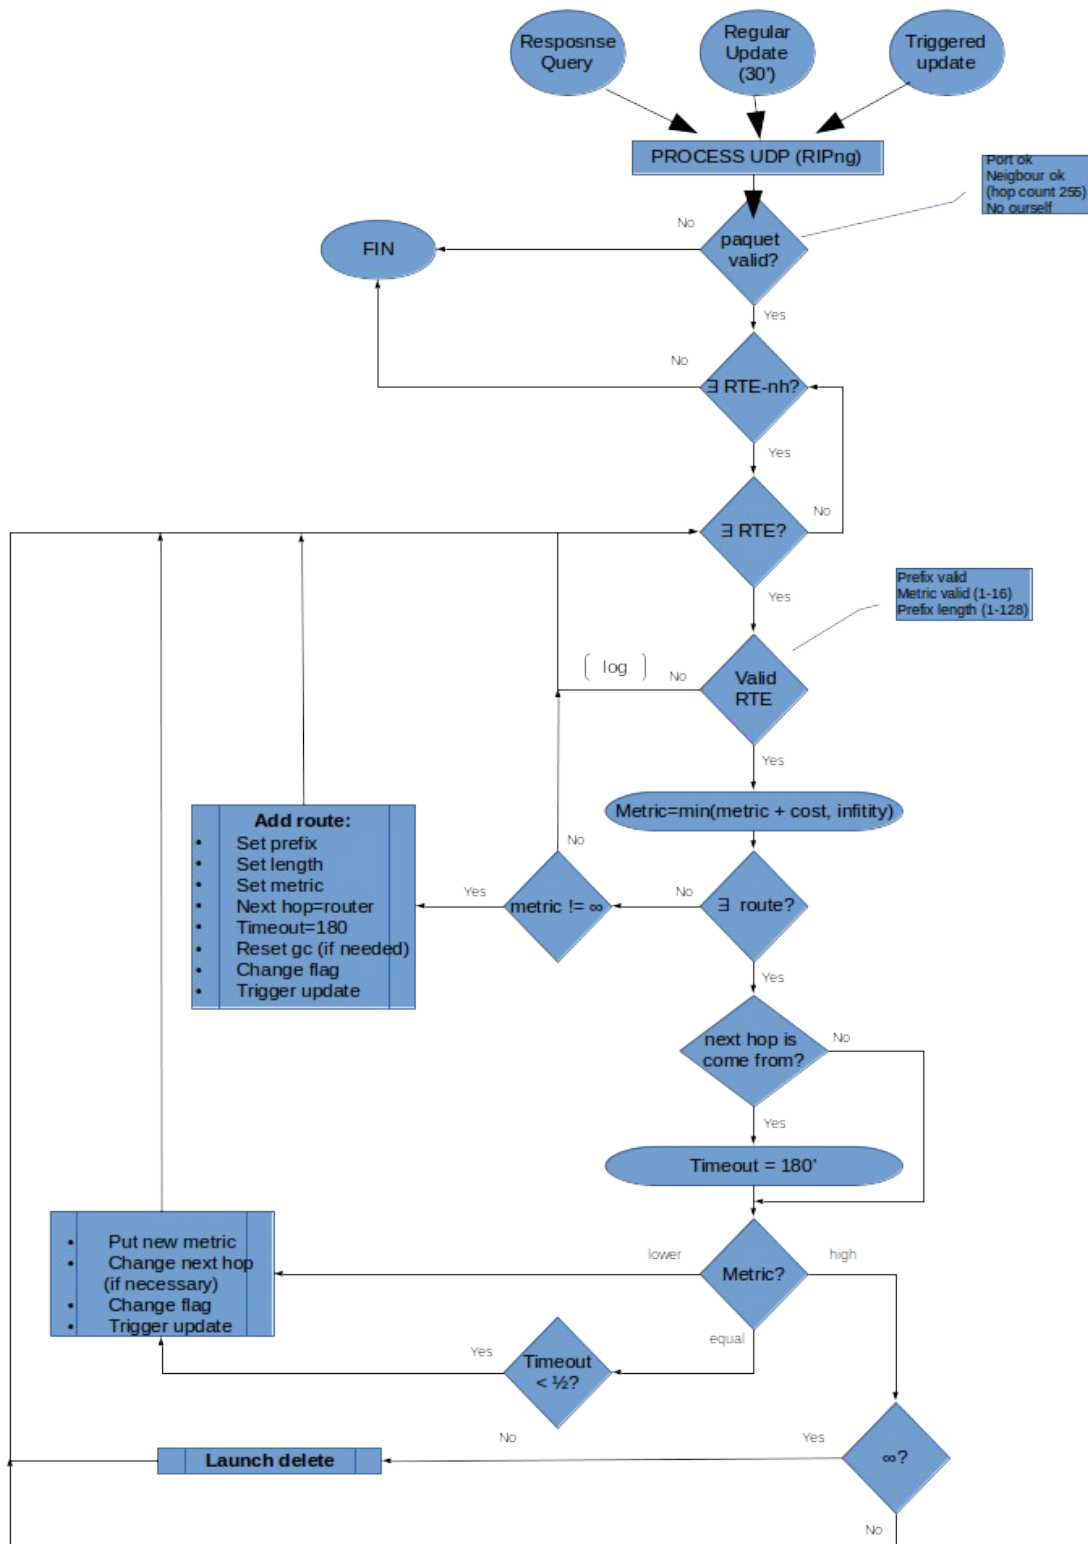 Resposnse
Query
Regular
Update
(30')
Triggered
update
PROCESS UDP (RIPng)
Port ok
Neigbour ok
(hop count 255)
No ourself
No
FIN
paquet
valid?
Yes
No
∃ RTE-nh?
Yes
∃ RTE?
No
Yes
Prefix valid
Metric valid (1-16)
Prefix length (1-128)
( log )
No
Valid
RTE
Yes
Metric=min(metric + cost, infitity)
Add route:
• Set prefix
• Set length
• Set metric
• Next hop=router
• Timeout=180
• Reset gc (if needed)
• Change flag
• Trigger update
No
Yes
metric != ∞
No
∃ route?
Yes
next hop is
come from?
No
Yes
Timeout = 180'
• Put new metric
• Change next hop
(if necessary)
• Change flag
• Trigger update
lower
Metric?
high
equal
Yes
Timeout
< ½?
No
Launch delete
Yes
∞?
No